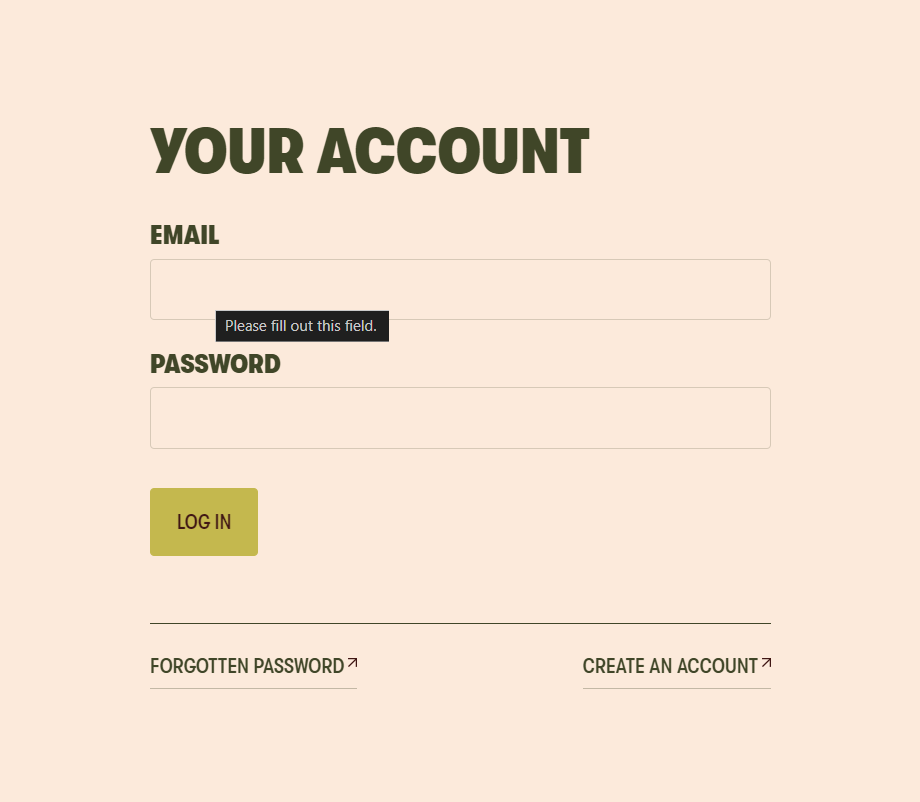 YOUR ACCOUNT
EMAIL
Please fill out this field.
PASSWORD
LOG IN
FORGOTTEN PASSWORD
CREATE AN ACCOUNT